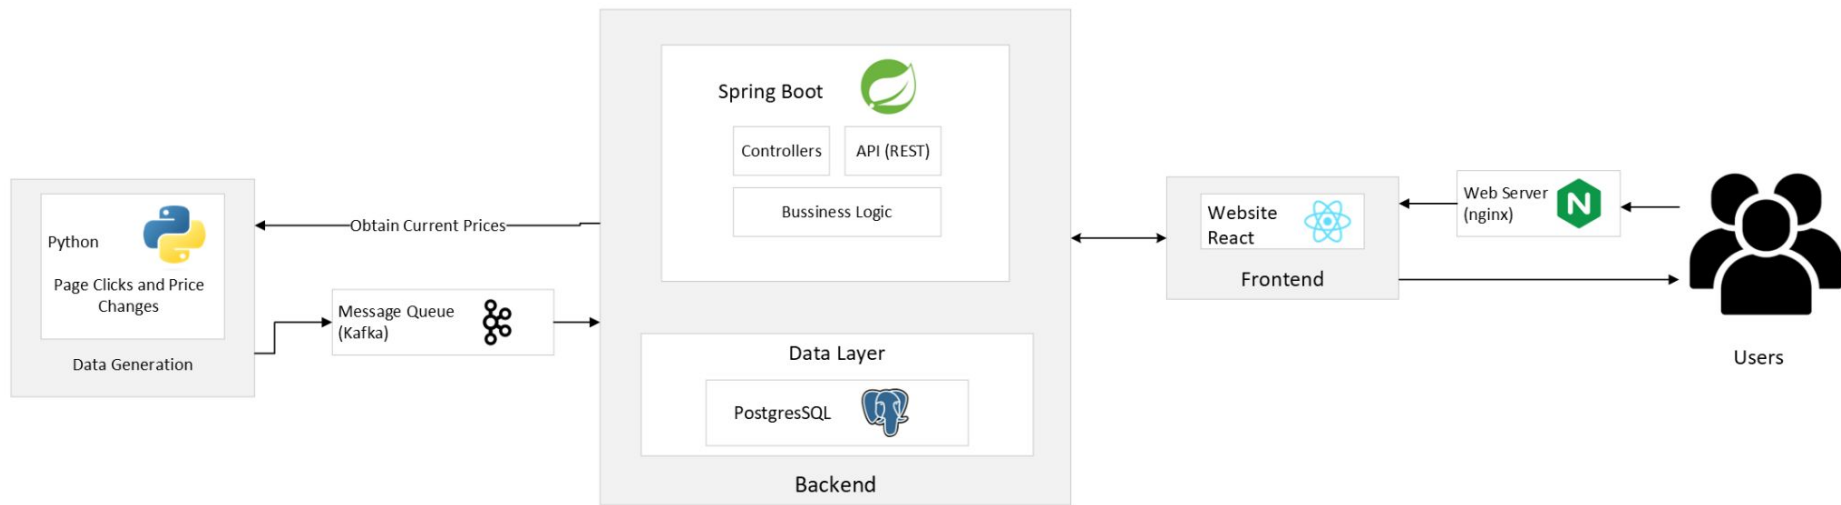 Python
Page Clicks and Price
Changes
Data Generation
Obtain Current Prices
Message Queue
(Kafka)
Spring Boot
Controllers
API (REST)
Bussiness Logic
Data Layer
PostgresSQL
Backend
Website
React
Frontend
Web Server
(nginx)
N
Users